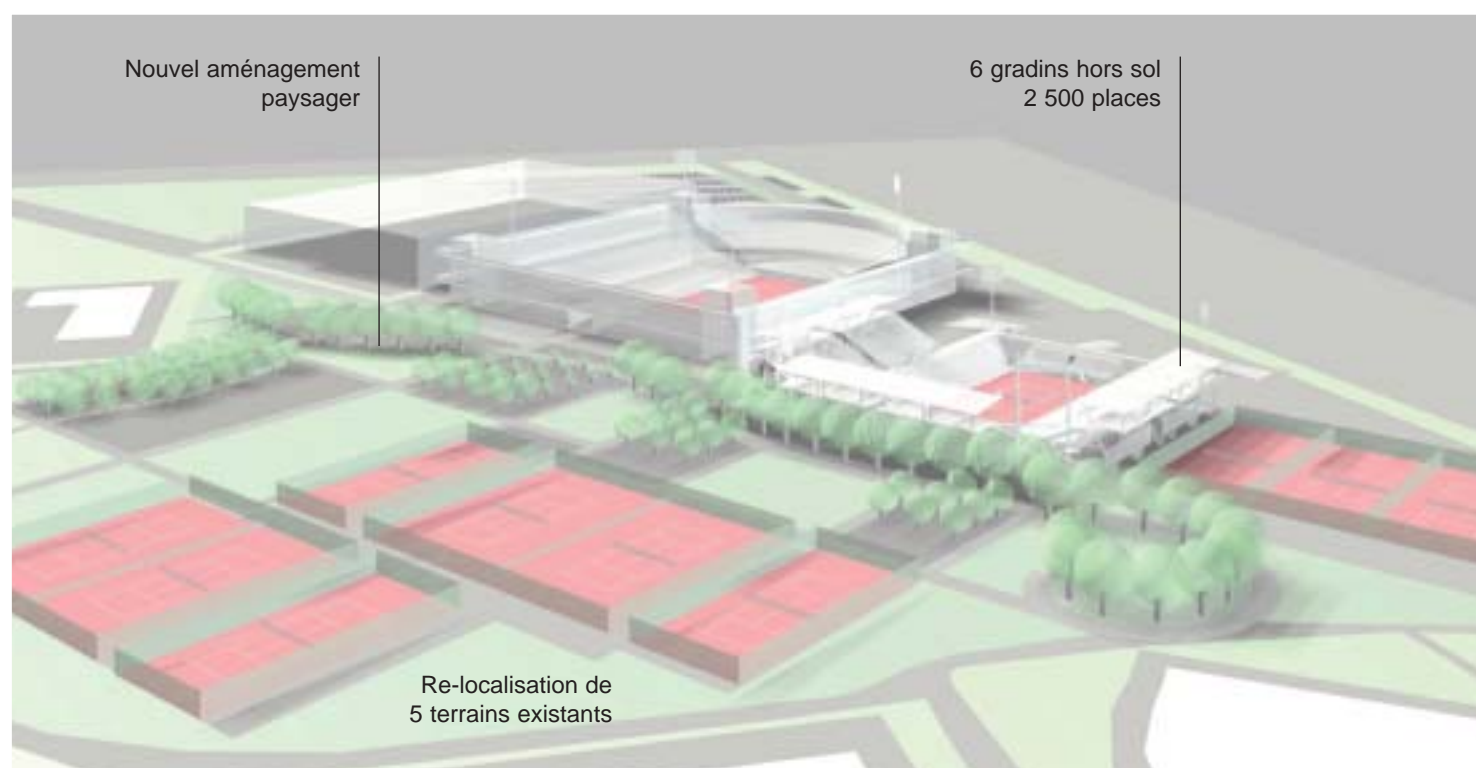 Nouvel aménagement
paysager
6 gradins hors sol
2 500 places
Re-localisation de
5 terrains existants